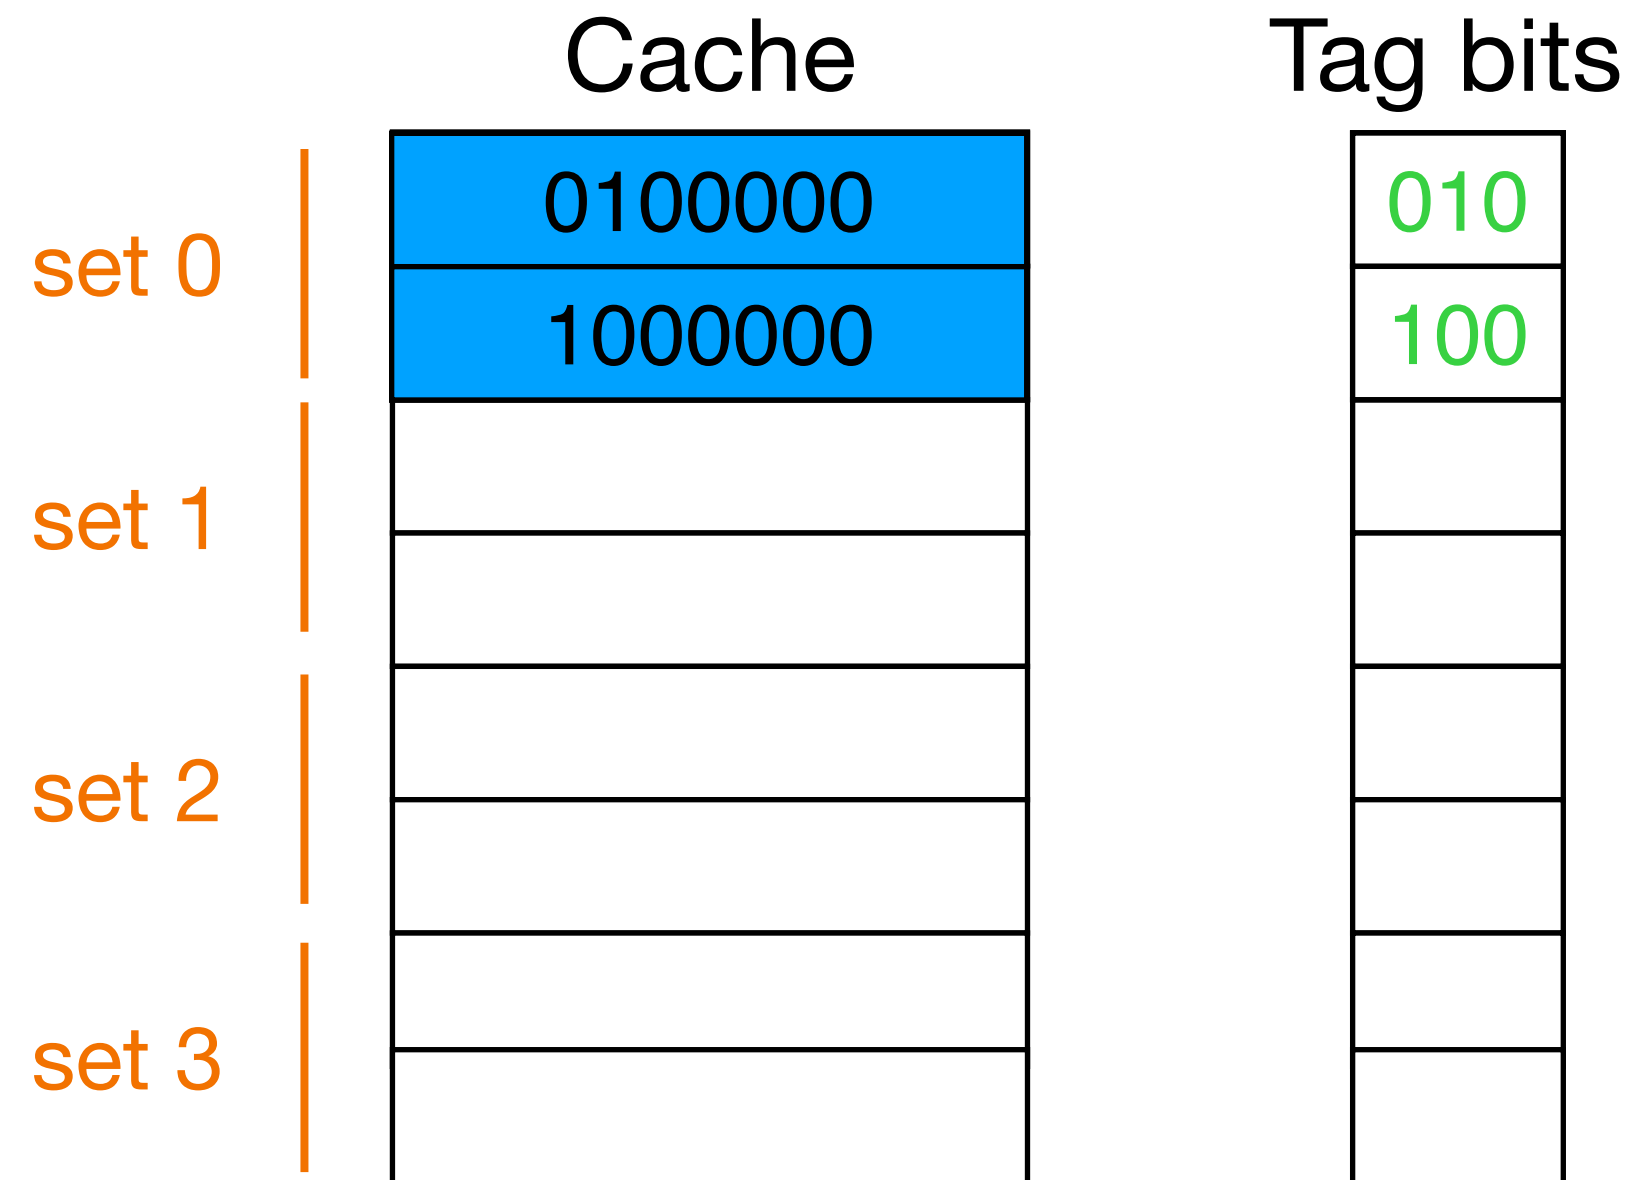 Cache Tag bits
set 0
0100000 010
1000000 100
set 1
set 2
set 3